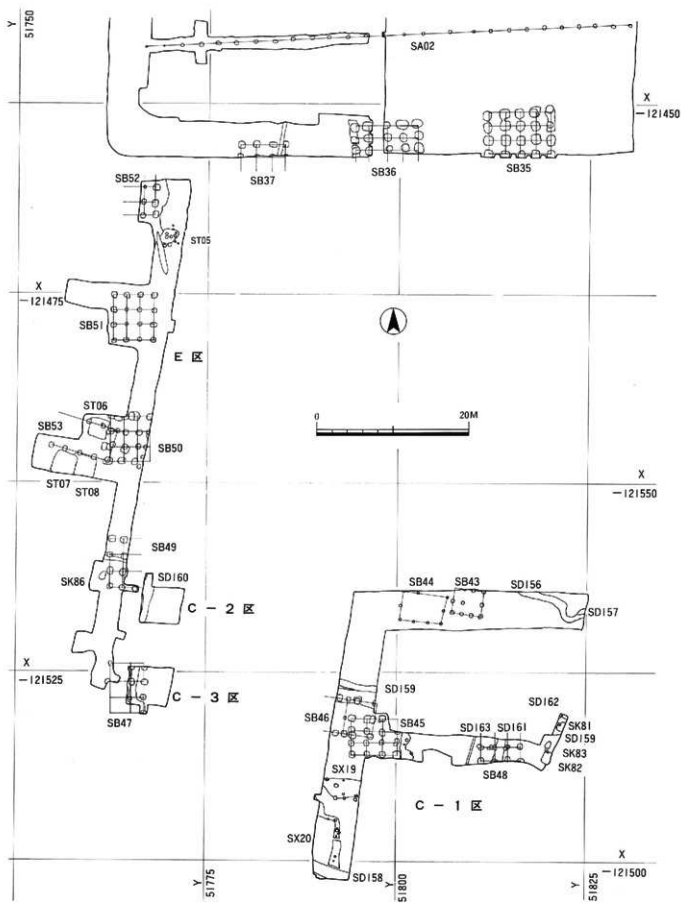 Y
51750
SA02
X
-121450
SB37
SB36
SB35
SB52
ST05
X
-121475
SB51
E 区
0
20M
ST06
SB53
SB50
ST07
ST08
X
-121550
SB49
SK86
SD160
C-2区
SB44
SB43
SD156
SD157
X
-121525
C-3区
SB47
SD159
SB46
SB45
SD162
SK81
SD163
SD161
SD159
SK83
SB48
SK82
SX19
C-1区
SX20
SD158
X
-121500
Y
51775
Y
51800
Y
51825